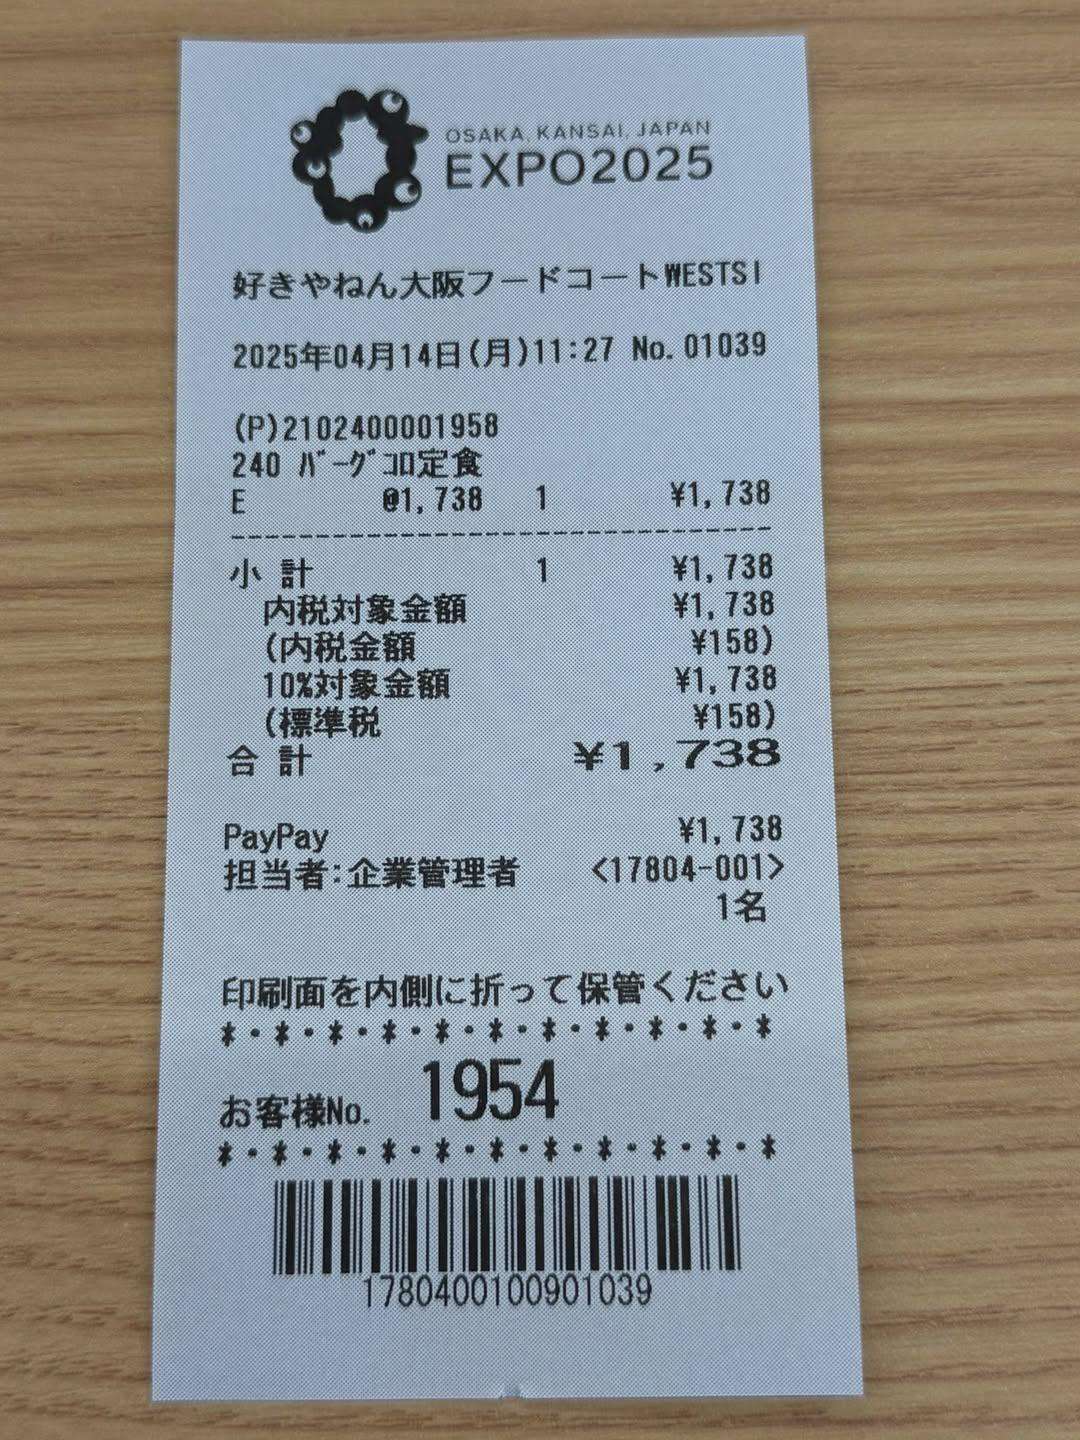 OSAKA, KANSAI, JAPAN
EXPO2025
好きやねん大阪フードコートWESTSI
2025年04月14日(月)11:27 No.01039
(P)2102400001958
240 ﾊﾞｰｸﾞｺﾛ定食
E @1,738 1 ¥1,738
小 計 1 ¥1,738
内税対象金額 ¥1,738
(内税金額 ¥158)
10%対象金額 ¥1,738
(標準税 ¥158)
合 計 ¥1,738
PayPay ¥1,738
担当者:企業管理者 <17804-001>
1名
印刷面を内側に折って保管ください
*・*・*・*・*・*・*・*・*・*・*
お客様No. 1954
*・*・*・*・*・*・*・*・*・*・*
1780400100901039